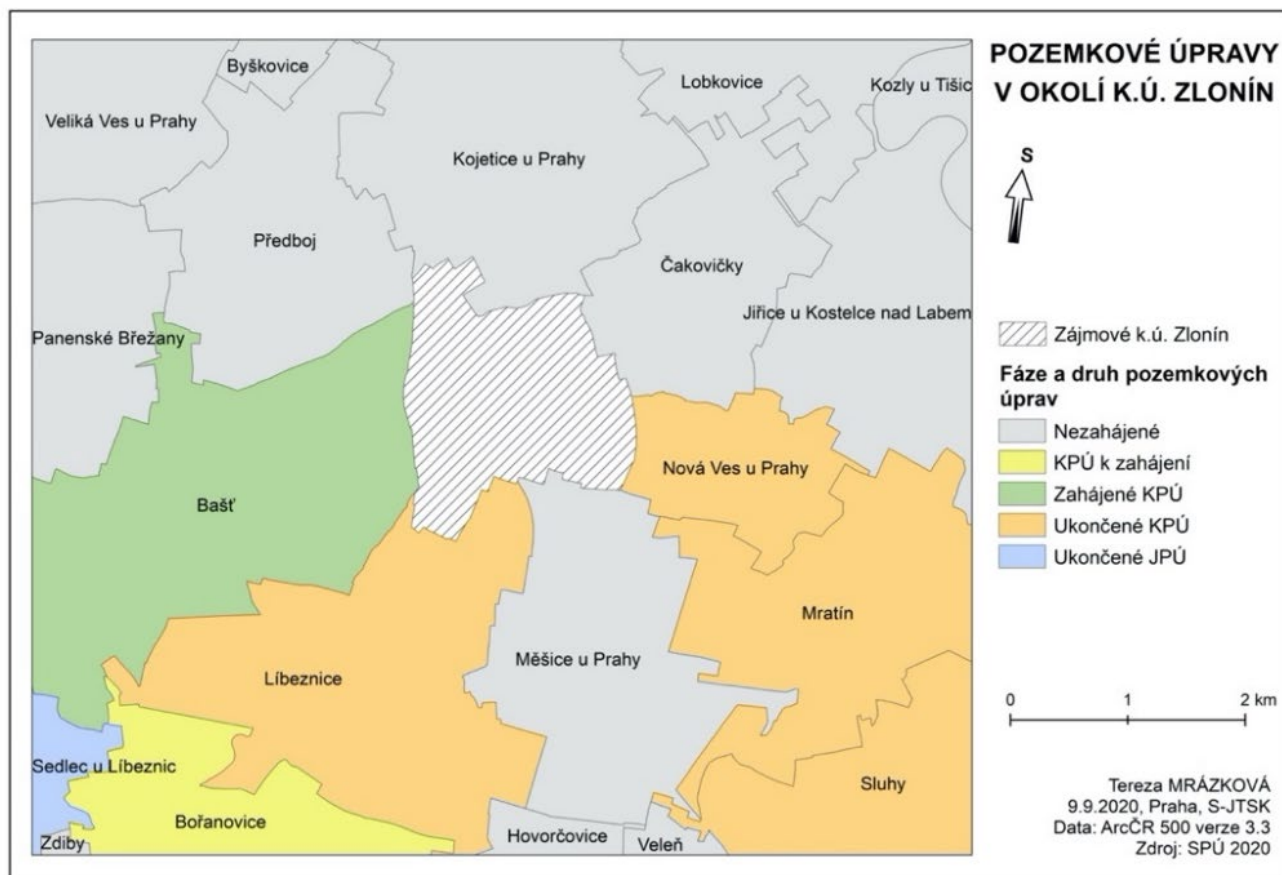 POZEMKOVÉ ÚPRAVY
V OKOLÍ K.Ú. ZLONÍN
S
Byškovice
Lobkovice
Kozly u Tišic
Veliká Ves u Prahy
Kojetice u Prahy
Předboj
Čakovičky
Jiřice u Kostelce nad Labem
Panenské Břežany
Nová Ves u Prahy
Bašť
Mratín
Měšice u Prahy
Líbeznice
Sedlec u Líbeznic
Sluhy
Bořanovice
Zdiby
Hovorčovice
Veleň
Zájmové k.ú. Zlonín
Fáze a druh pozemkových
úprav
Nezahájené
KPÚ k zahájení
Zahájené KPÚ
Ukončené KPÚ
Ukončené JPÚ
0 1 2 km
Tereza MRÁZKOVÁ
9.9.2020, Praha, S-JTSK
Data: ArcČR 500 verze 3.3
Zdroj: SPÚ 2020